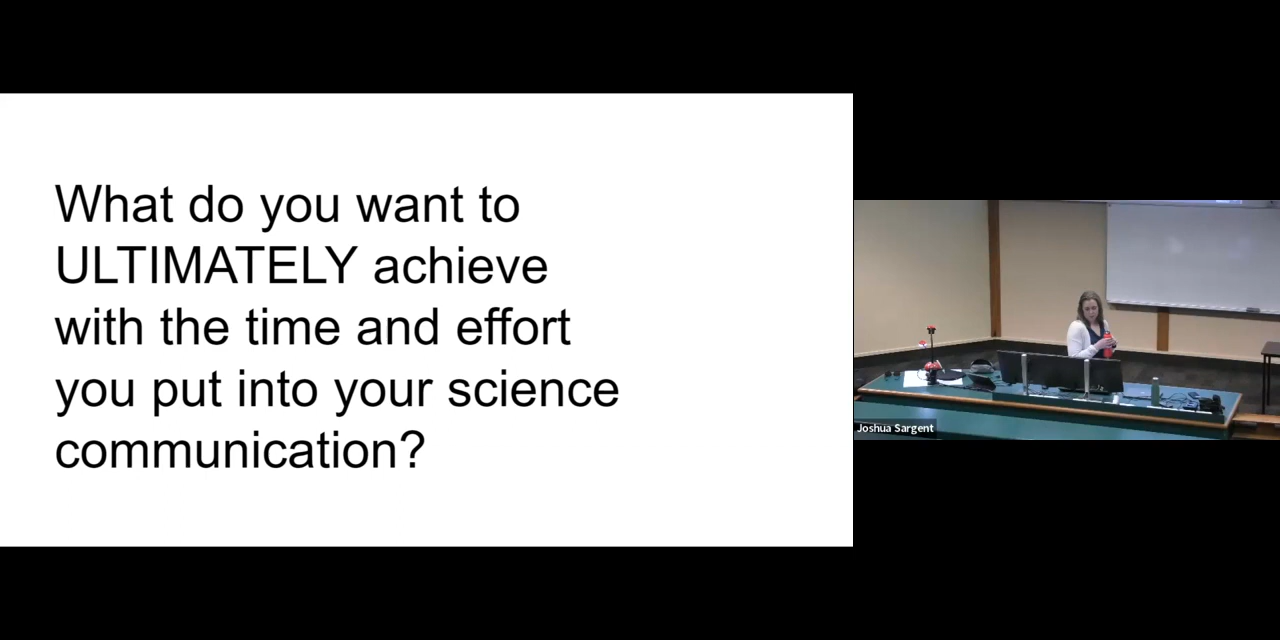 What do you want to
ULTIMATELY achieve
with the time and effort
you put into your science
communication?
Joshua Sargent